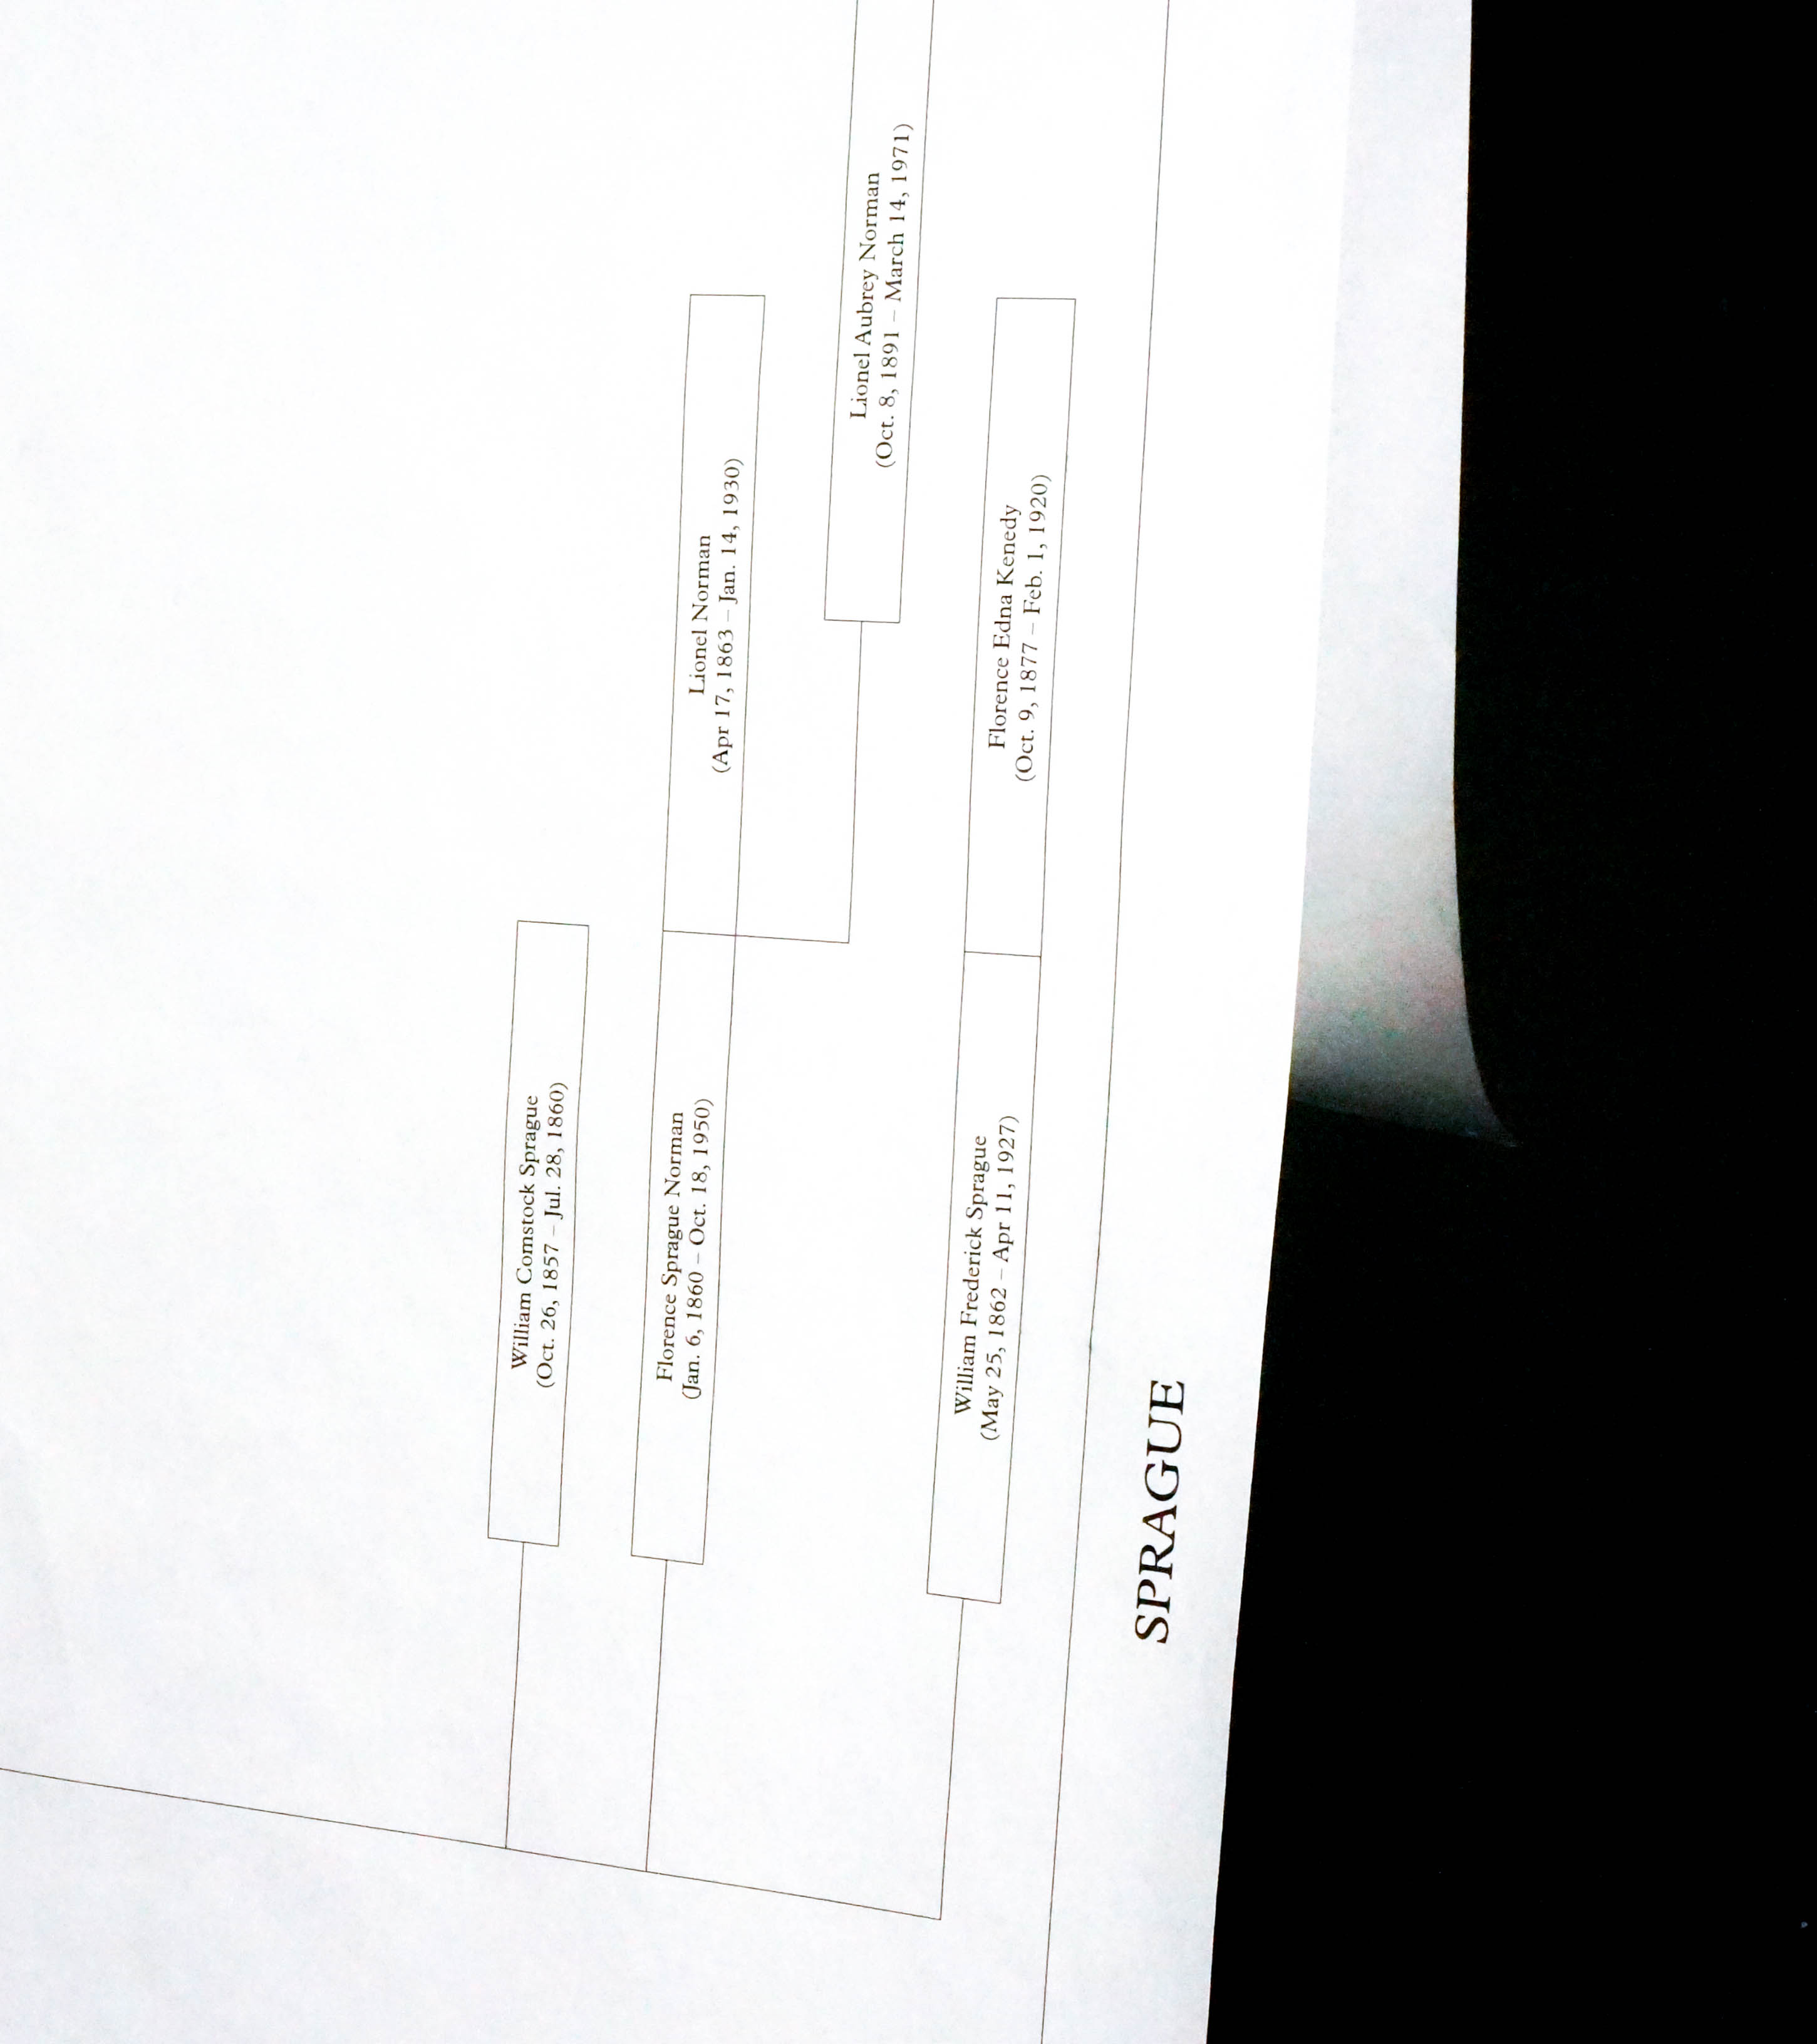 William Comstock Sprague
(Oct. 26, 1857 – Jul. 28, 1860)
Florence Sprague Norman
(Jan. 6, 1860 – Oct. 18, 1950)
Lionel Norman
(Apr 17, 1863 – Jan. 14, 1930)
Lionel Aubrey Norman
(Oct. 8, 1891 – March 14, 1971)
William Frederick Sprague
(May 25, 1862 – Apr 11, 1927)
Florence Edna Kenedy
(Oct. 9, 1877 – Feb. 1, 1920)
SPRAGUE